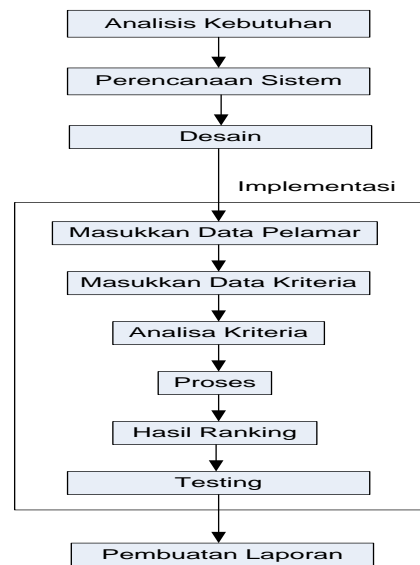 Analisis Kebutuhan
Perencanaan Sistem
Desain
Implementasi
Masukkan Data Pelamar
Masukkan Data Kriteria
Analisa Kriteria
Proses
Hasil Ranking
Testing
Pembuatan Laporan